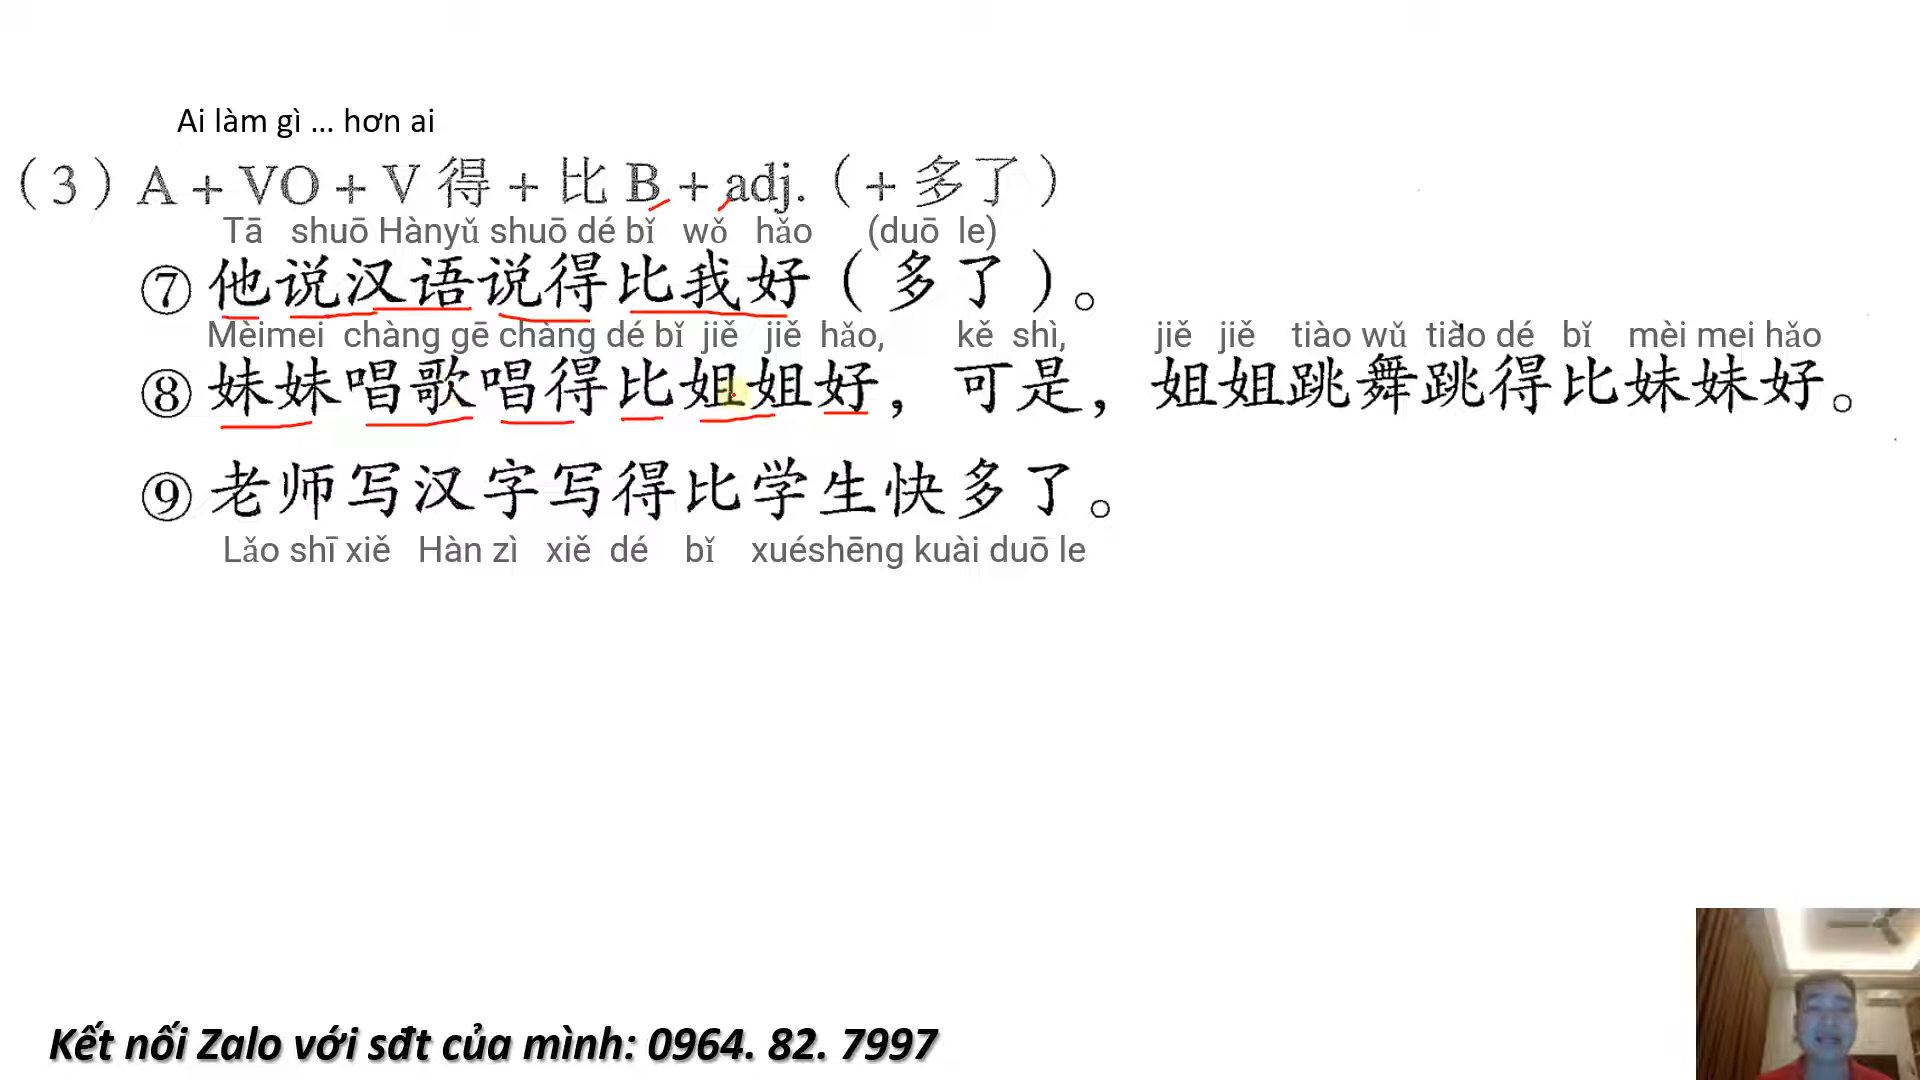 Ai làm gì ... hơn ai
（3）A + VO + V 得 + 比 B + adj.（+ 多了）
Tā shuō Hànyǔ shuō dé bǐ wǒ hǎo (duō le)
⑦ 他说汉语说得比我好（多了）。
Mèimei chàng gē chàng dé bǐ jiě jiě hǎo, kě shì, jiě jiě tiào wǔ tiào dé bǐ mèi mei hǎo
⑧ 妹妹唱歌唱得比姐姐好，可是，姐姐跳舞跳得比妹妹好。
⑨ 老师写汉字写得比学生快多了。
Lǎo shī xiě Hàn zì xiě dé bǐ xuéshēng kuài duō le
Kết nối Zalo với sđt của mình: 0964. 82. 7997